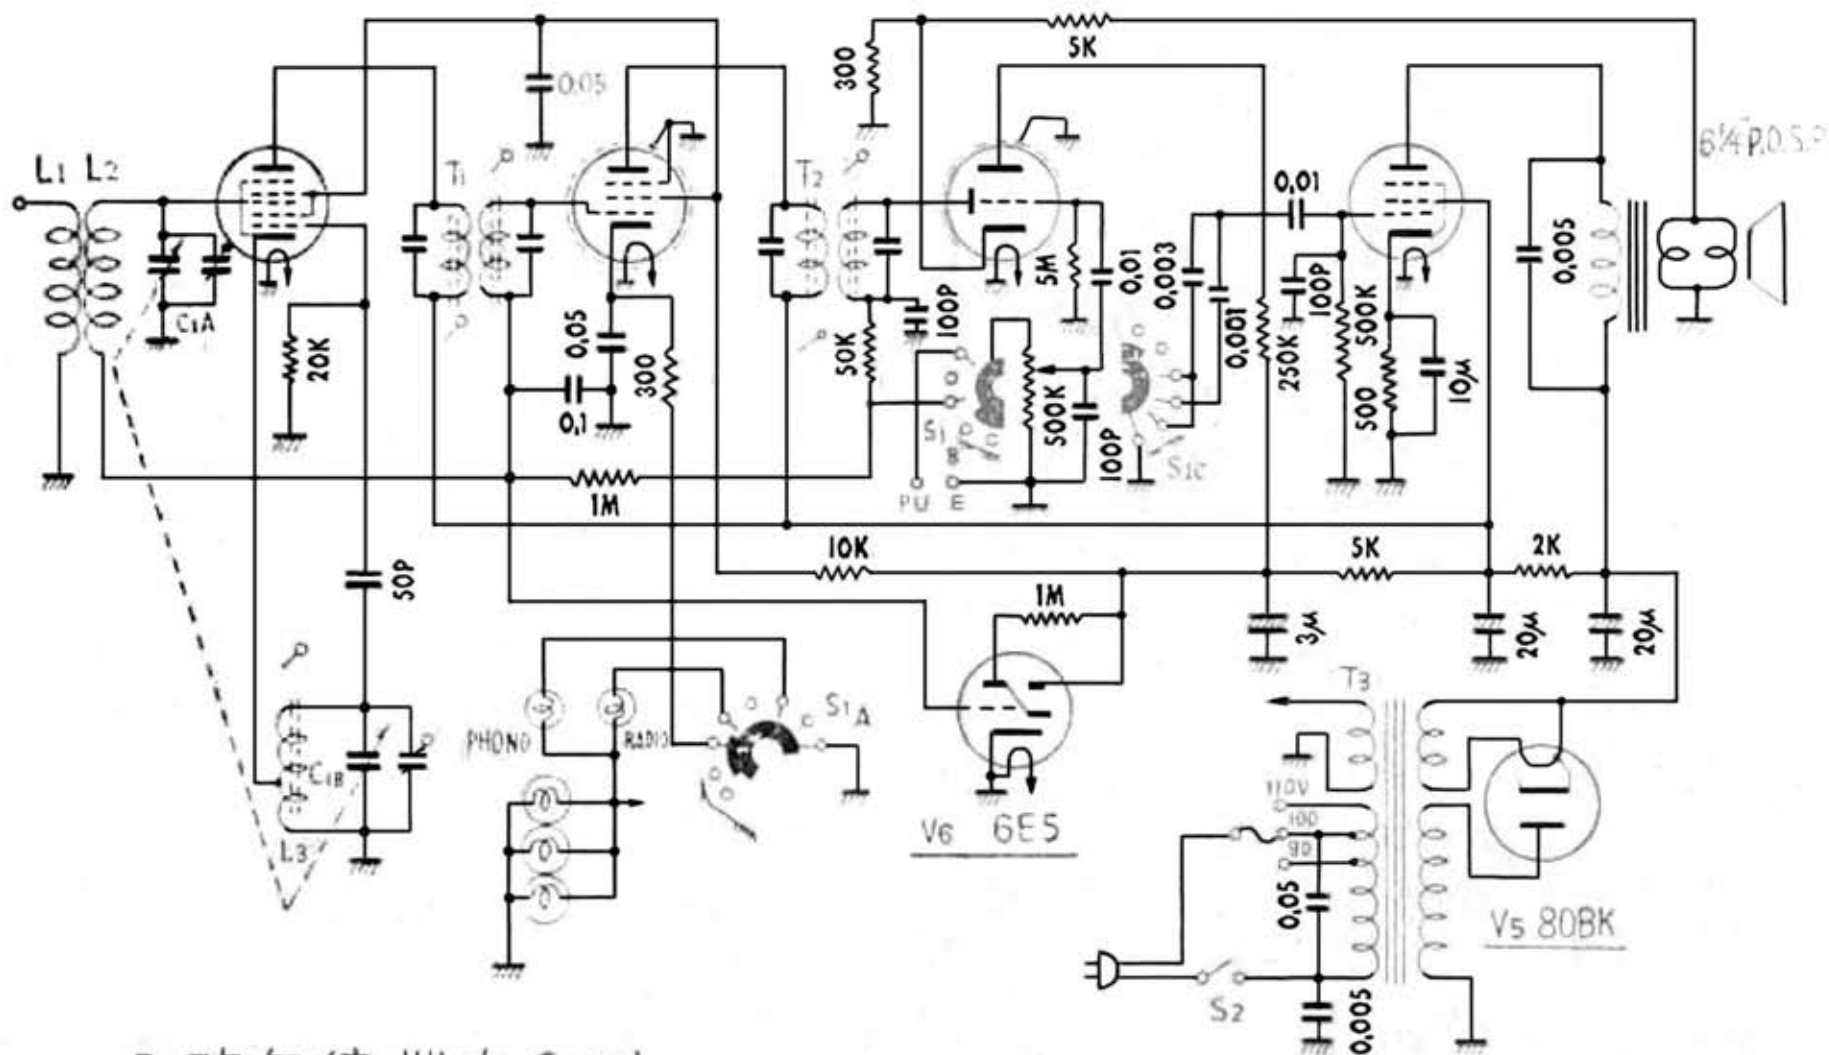 5K
300
0.05
6¼"P.D.S.P
L1 L2
T1
T2
0,01
0,005
C1A
20K
0,05
300
0,1
50K
100P
5M
0,01
0,003
0,001
250K
100P
500K
500
10μ
S1
500K
100P
S1C
PU E
1M
10K
5K
2K
50P
1M
3μ
20μ
20μ
PHONO
RADIO
S1A
T3
C1B
L3
110V
100
90
V6 6E5
0,05
V5 80BK
S2
0,005